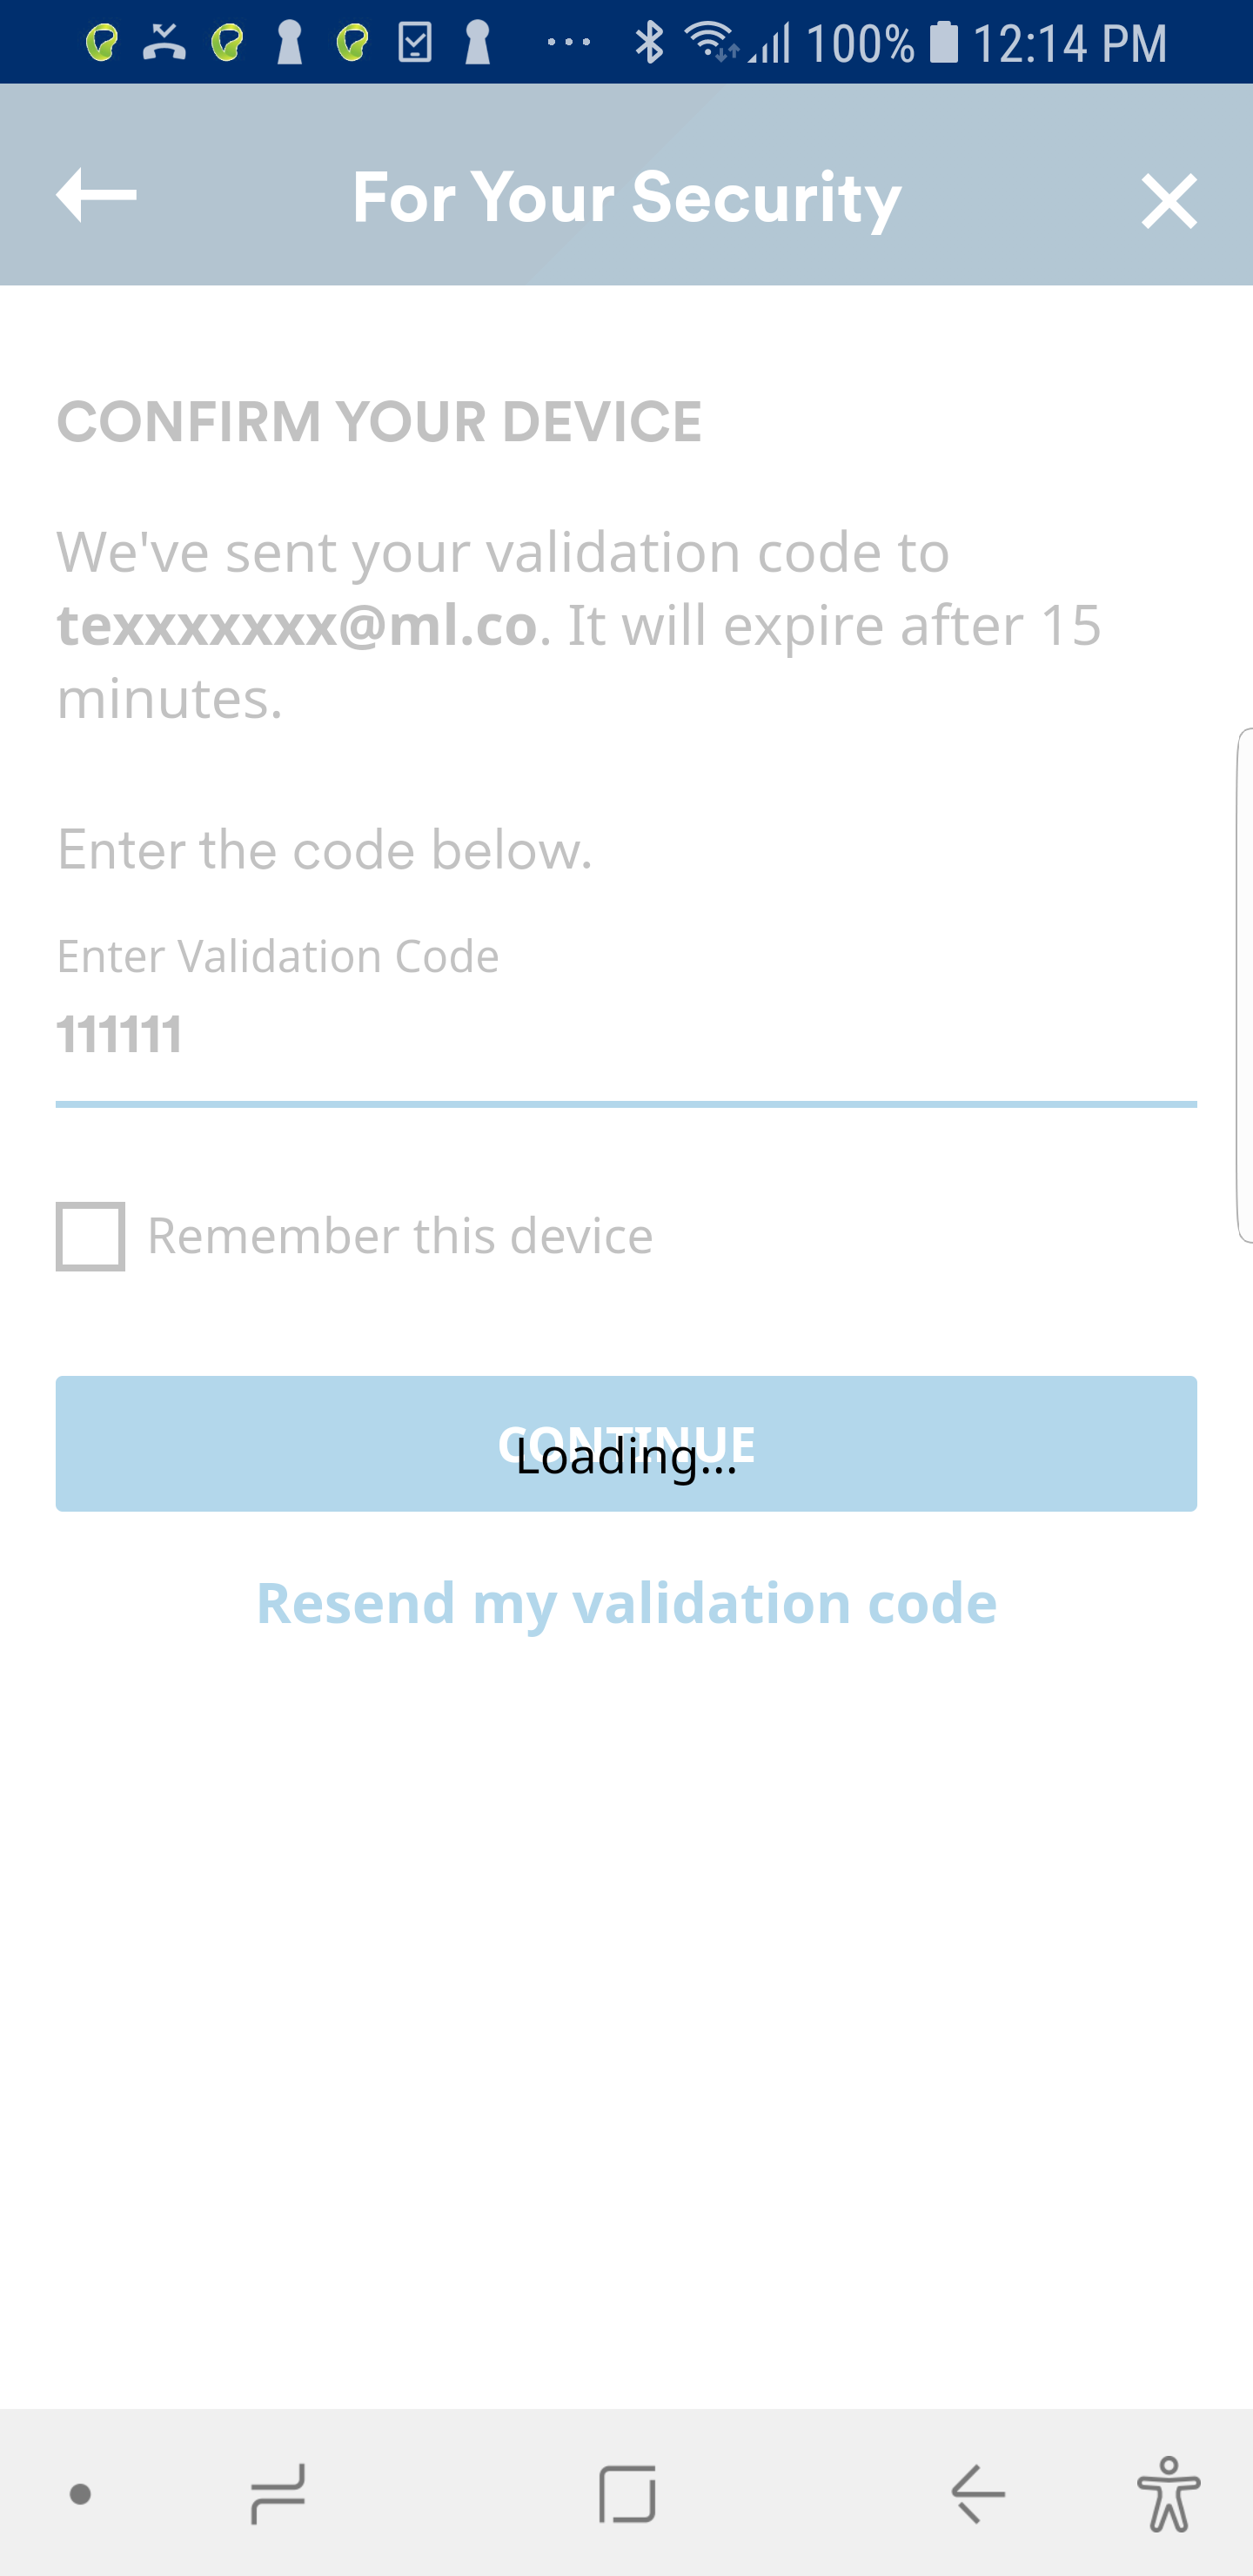 100% 12:14 PM
For Your Security
CONFIRM YOUR DEVICE
We've sent your validation code to
texxxxxxx@ml.co. It will expire after 15
minutes.
Enter the code below.
Enter Validation Code
111111
Remember this device
CONTINUE
Loading...
Resend my validation code